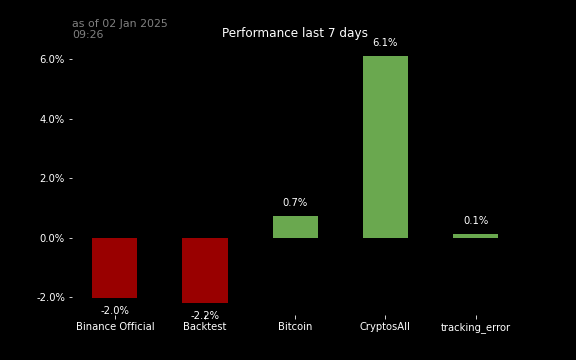 as of 02 Jan 2025
09:26
Performance last 7 days
6.0%
4.0%
2.0%
0.0%
-2.0%
-2.0%
-2.2%
0.7%
6.1%
0.1%
Binance Official
Backtest
Bitcoin
CryptosAll
tracking_error